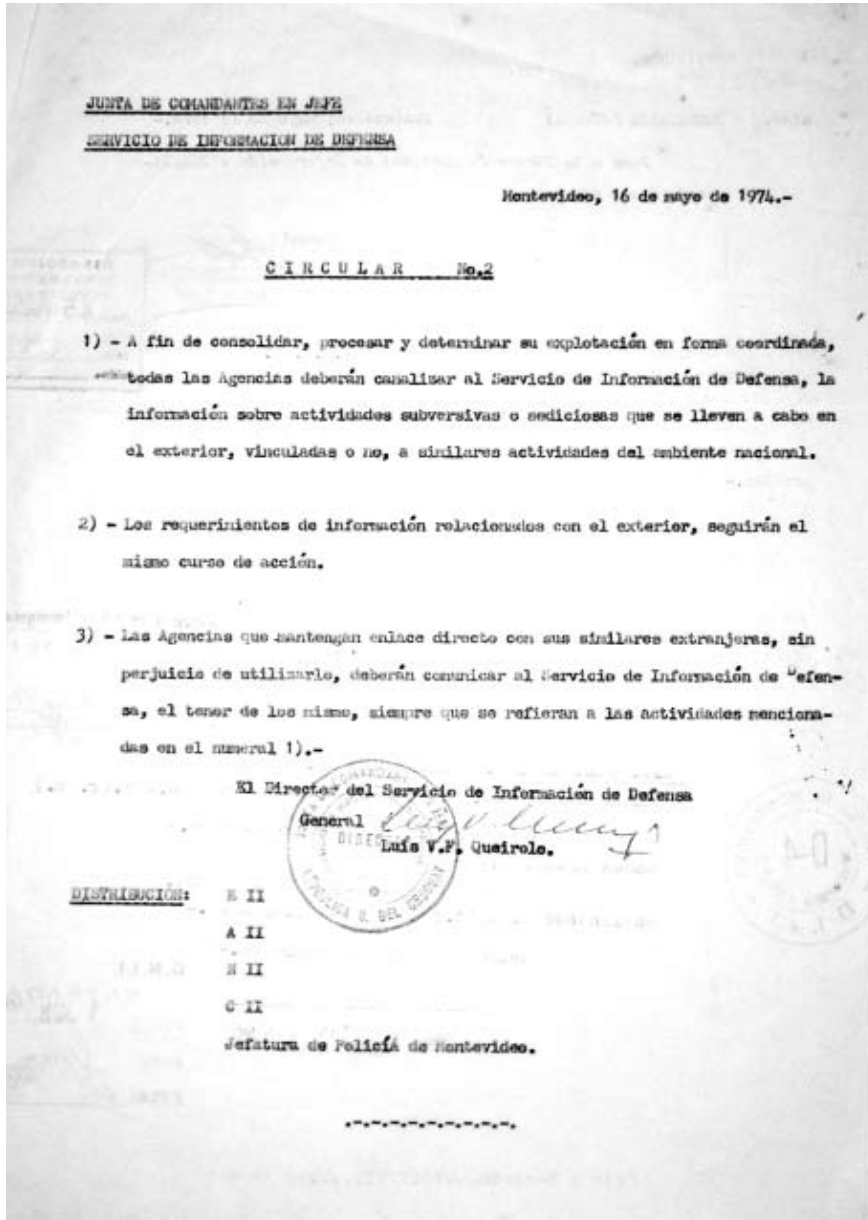 JUNTA DE COMANDANTES EN JEFE
SERVICIO DE INFORMACION DE DEFENSA
Montevideo, 16 de mayo de 1974.-
C I R C U L A R No.2
1) - A fin de consolidar, procesar y determinar su explotación en forma coordinada,
todas las Agencias deberán canalizar al Servicio de Información de Defensa, la
información sobre actividades subversivas o sediciosas que se lleven a cabo en
el exterior, vinculadas o no, a similares actividades del ambiente nacional.
2) - Los requerimientos de información relacionados con el exterior, seguirán el
mismo curso de acción.
3) - Las Agencias que mantengan enlace directo con sus similares extranjeras, sin
perjuicio de utilizarlo, deberán comunicar al Servicio de Información de Defen-
sa, el tenor de los mismo, siempre que se refieran a las actividades menciona-
das en el numeral 1).-
El Director del Servicio de Información de Defensa
General
Luis V.F. Queirolo.
DISTRIBUCIÓN: E II
A II
N II
C II
Jefatura de Policía de Montevideo.
.-.-.-.-.-.-.-.-.-.